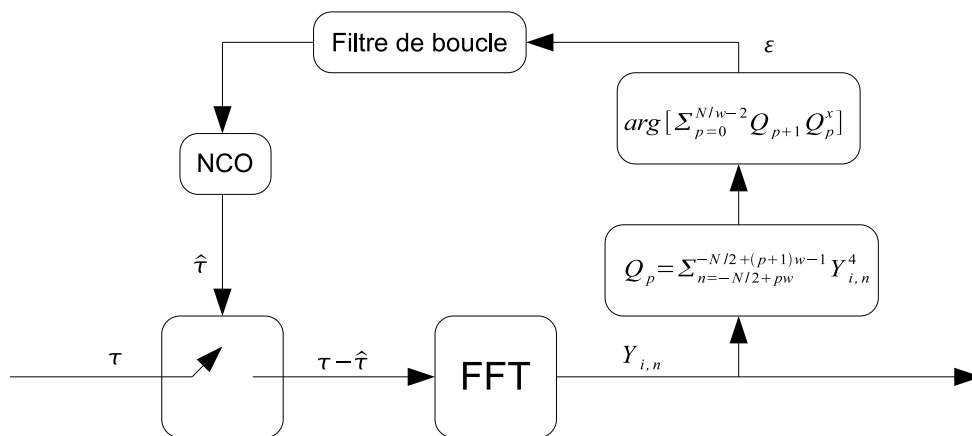 Filtre de boucle
ε
arg[Σ_{p=0}^{N/w−2} Q_{p+1} Q_p^x]
NCO
τ̂
Q_p=Σ_{n=−N/2+pw}^{−N/2+(p+1)w−1} Y_{i,n}^4
τ
τ−τ̂
FFT
Y_{i,n}